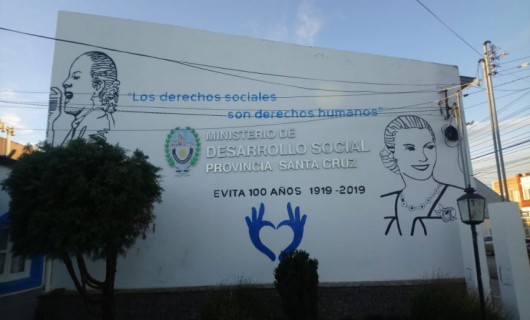 "Los derechos sociales
son derechos humanos"
MINISTERIO DE
DESARROLLO SOCIAL
PROVINCIA SANTA CRUZ
EVITA 100 AÑOS 1919-2019